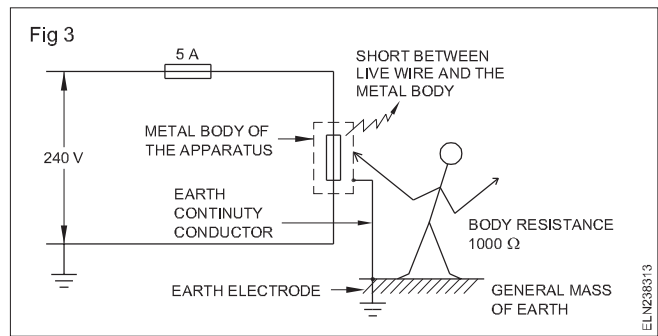 Fig 3
5 A
SHORT BETWEEN
LIVE WIRE AND THE
METAL BODY
METAL BODY OF
THE APPARATUS
240 V
EARTH
CONTINUTY
CONDUCTOR
BODY RESISTANCE
1000 Ω
EARTH ELECTRODE
GENERAL MASS
OF EARTH
ELN238313